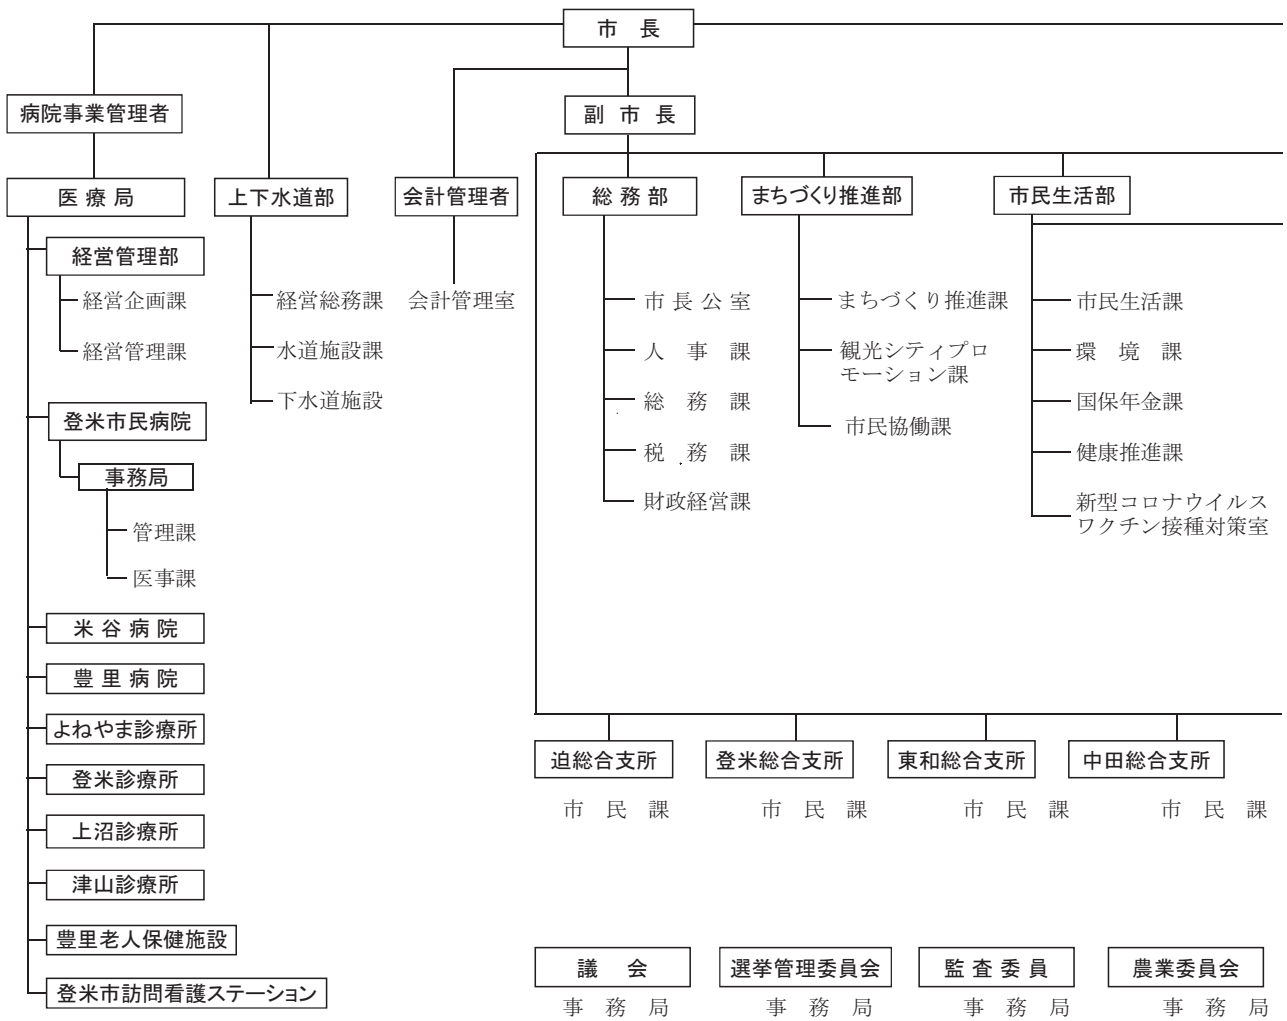 市長
病院事業管理者
副市長
医療局
上下水道部
会計管理者
総務部
まちづくり推進部
市民生活部
経営管理部
経営企画課
経営管理課
経営総務課
水道施設課
下水道施設
会計管理室
市長公室
人事課
総務課
税務課
財政経営課
まちづくり推進課
観光シティプロ
モーション課
市民協働課
市民生活課
環境課
国保年金課
健康推進課
新型コロナウイルス
ワクチン接種対策室
登米市民病院
事務局
管理課
医事課
米谷病院
豊里病院
よねやま診療所
登米診療所
上沼診療所
津山診療所
豊里老人保健施設
登米市訪問看護ステーション
迫総合支所
登米総合支所
東和総合支所
中田総合支所
市民課
市民課
市民課
市民課
議会
選挙管理委員会
監査委員
農業委員会
事務局
事務局
事務局
事務局